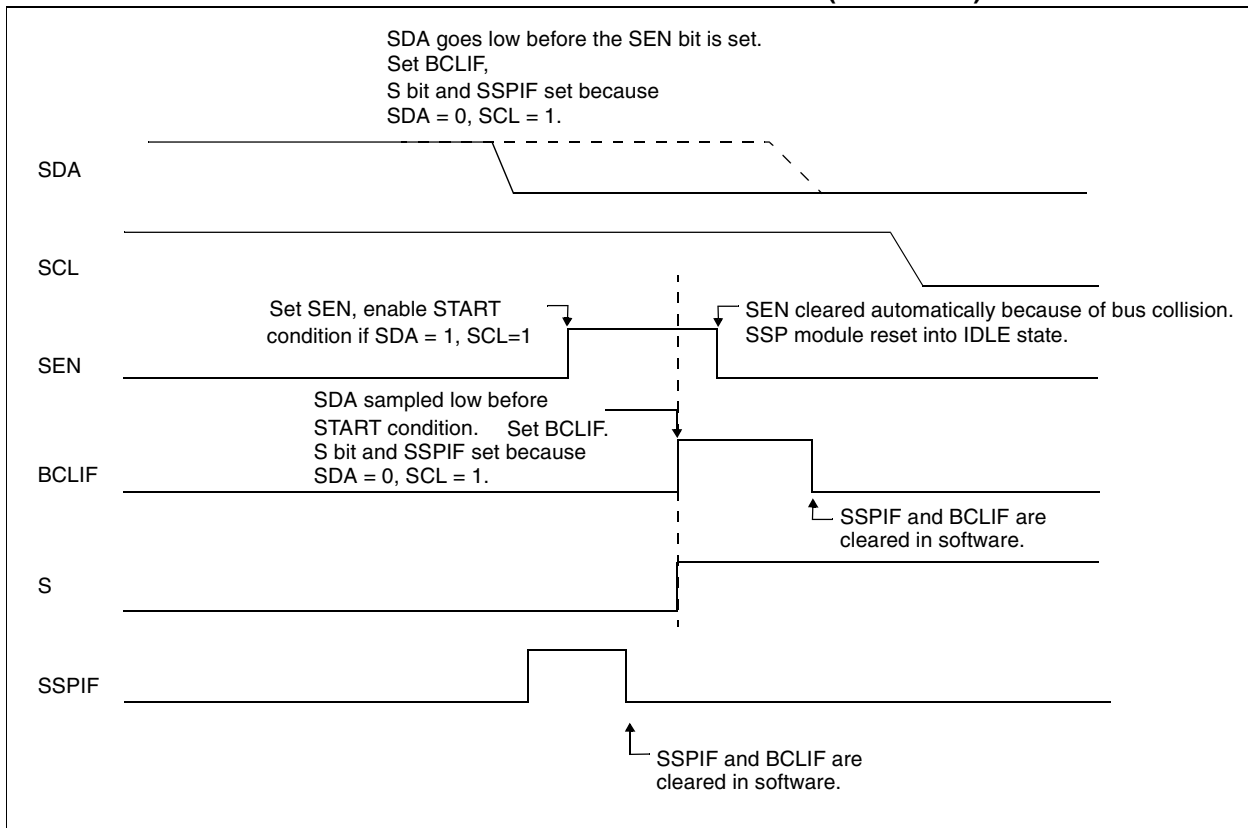 SDA goes low before the SEN bit is set.
Set BCLIF,
S bit and SSPIF set because
SDA = 0, SCL = 1.
SDA
SCL
Set SEN, enable START
condition if SDA = 1, SCL=1
SEN cleared automatically because of bus collision.
SSP module reset into IDLE state.
SEN
SDA sampled low before
START condition. Set BCLIF.
S bit and SSPIF set because
SDA = 0, SCL = 1.
BCLIF
SSPIF and BCLIF are
cleared in software.
S
SSPIF
SSPIF and BCLIF are
cleared in software.